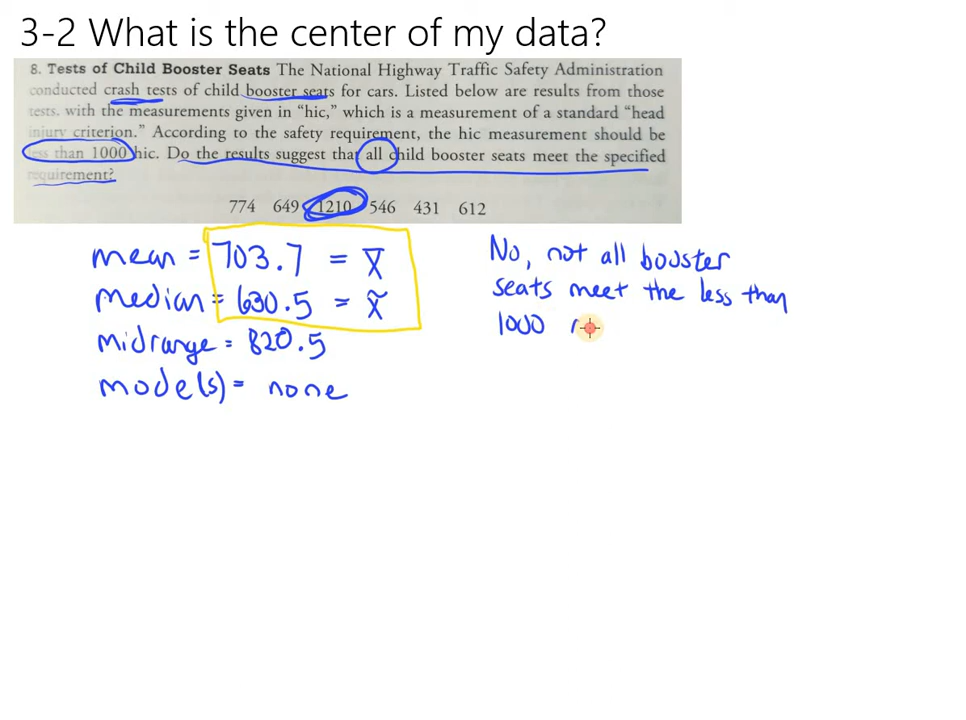 3-2 What is the center of my data?
8. Tests of Child Booster Seats The National Highway Traffic Safety Administration
conducted crash tests of child booster seats for cars. Listed below are results from those
tests, with the measurements given in "hic," which is a measurement of a standard "head
injury criterion." According to the safety requirement, the hic measurement should be
less than 1000 hic. Do the results suggest that all child booster seats meet the specified
requirement?
774 649 1210 546 431 612
mean = 703.7 = x̄
median = 630.5 = x̃
midrange = 820.5
mode(s) = none
No, not all booster
seats meet the less than
1000